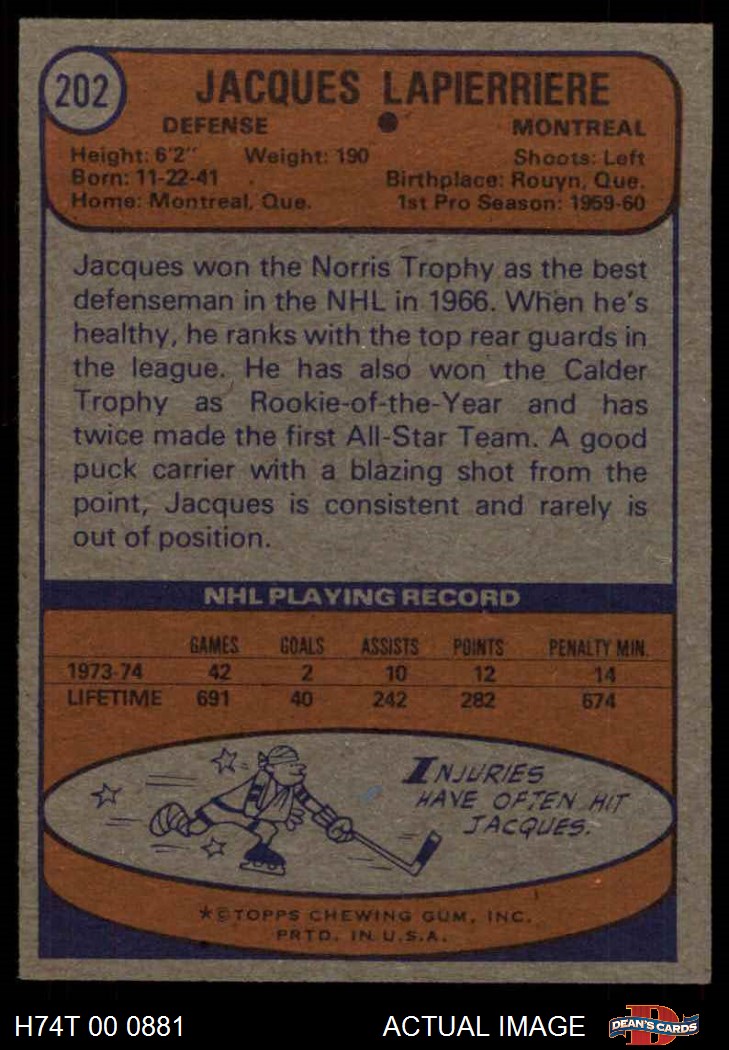 202
JACQUES LAPIERRIERE
DEFENSE ● MONTREAL
Height: 6'2" Weight: 190 Shoots: Left
Born: 11-22-41 Birthplace: Rouyn, Que.
Home: Montreal, Que. 1st Pro Season: 1959-60
Jacques won the Norris Trophy as the best
defenseman in the NHL in 1966. When he's
healthy, he ranks with the top rear guards in
the league. He has also won the Calder
Trophy as Rookie-of-the-Year and has
twice made the first All-Star Team. A good
puck carrier with a blazing shot from the
point, Jacques is consistent and rarely is
out of position.
NHL PLAYING RECORD
GAMES GOALS ASSISTS POINTS PENALTY MIN.
1973-74 42 2 10 12 14
LIFETIME 691 40 242 282 674
INJURIES
HAVE OFTEN HIT
JACQUES.
★©TOPPS CHEWING GUM, INC.
PRTD. IN U.S.A.
H74T 00 0881 ACTUAL IMAGE D DEAN'S CARDS